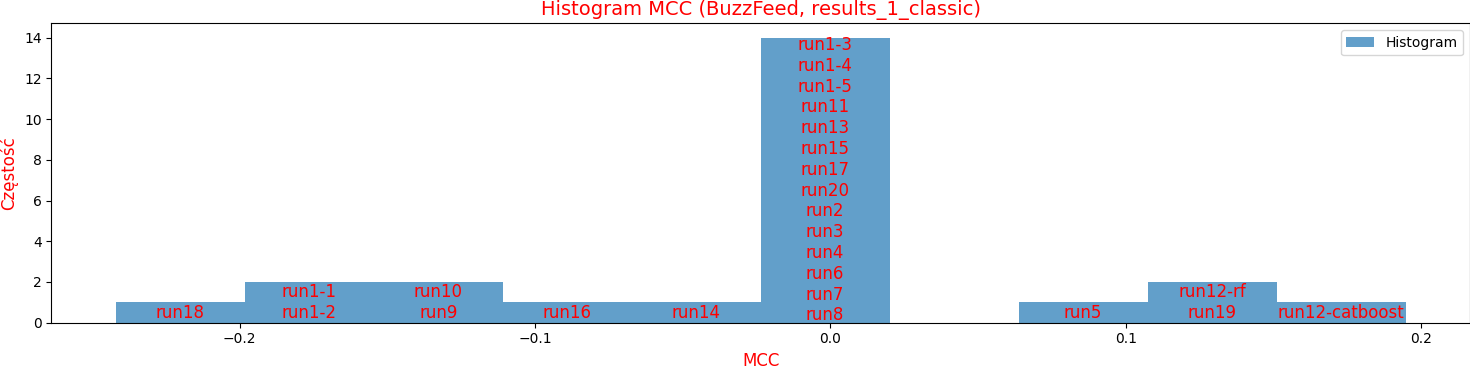 Histogram MCC (BuzzFeed, results_1_classic)
Histogram
Częstość
14
12
10
8
6
4
2
0
run18
run1-1
run1-2
run10
run9
run16
run14
run1-3
run1-4
run1-5
run11
run13
run15
run17
run20
run2
run3
run4
run6
run7
run8
run5
run12-rf
run19
run12-catboost
−0.2
−0.1
0.0
0.1
0.2
MCC